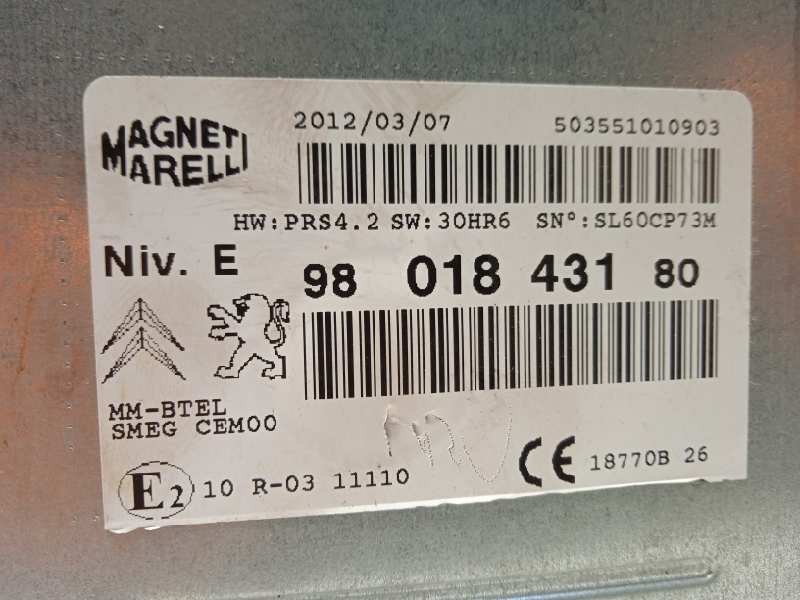 MAGNETI
MARELLI
2012/03/07 503551010903
HW:PRS4.2 SW:30HR6 SN°:SL60CP73M
Niv. E 98 018 431 80
MM-BTEL
SMEG CEM00
E2 10 R-03 11110 CE 18770B 26